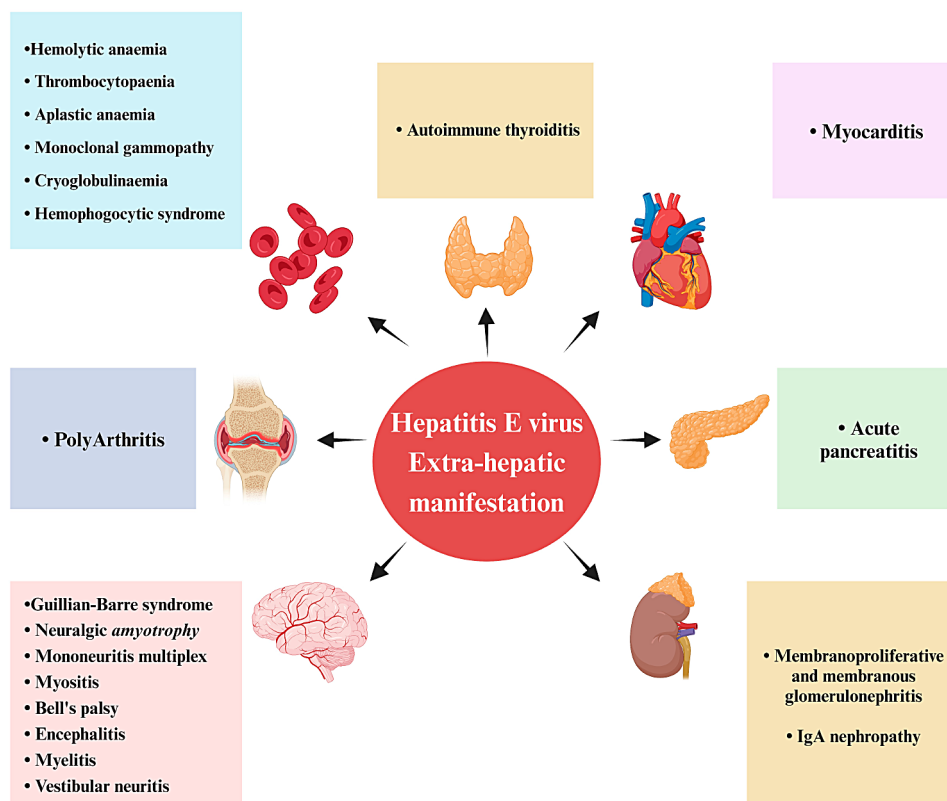 •Hemolytic anaemia
• Thrombocytopaenia
• Aplastic anaemia
• Monoclonal gammopathy
• Cryoglobulinaemia
• Hemophogocytic syndrome
• Autoimmune thyroiditis
• Myocarditis
• PolyArthritis
Hepatitis E virus
Extra-hepatic
manifestation
• Acute
pancreatitis
•Guillian-Barre syndrome
• Neuralgic amyotrophy
• Mononeuritis multiplex
• Myositis
• Bell's palsy
• Encephalitis
• Myelitis
• Vestibular neuritis
• Membranoproliferative
and membranous
glomerulonephritis
• IgA nephropathy